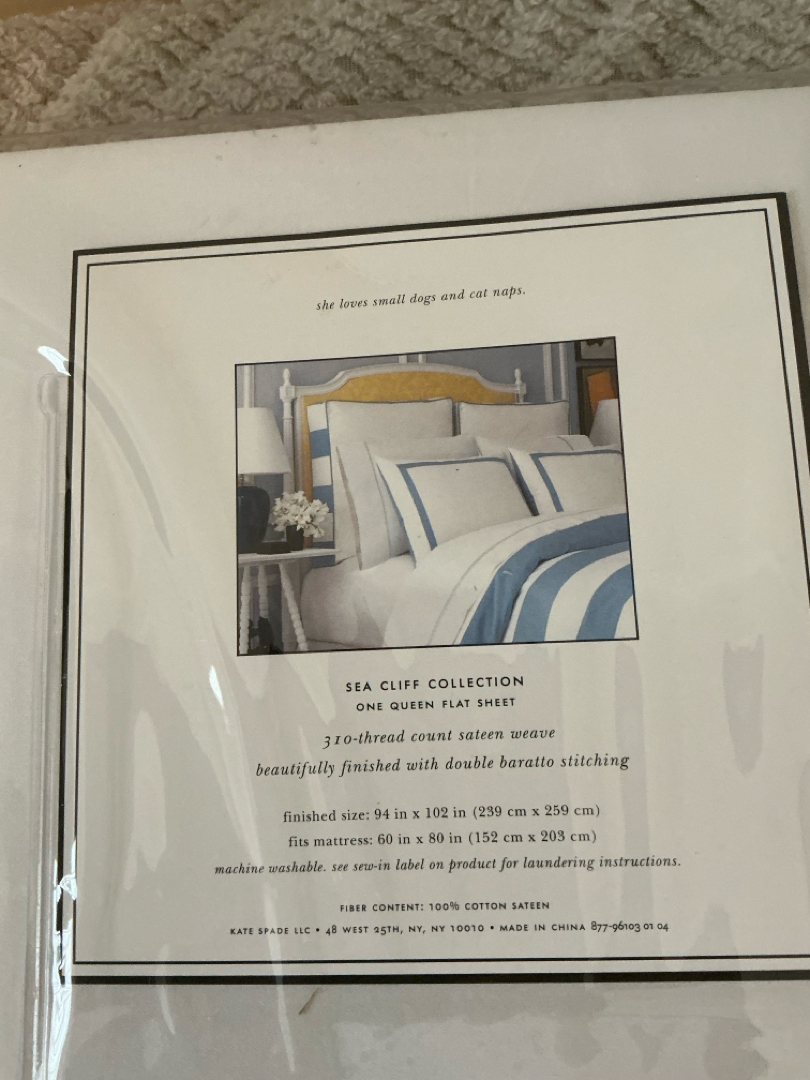 she loves small dogs and cat naps.
SEA CLIFF COLLECTION
ONE QUEEN FLAT SHEET
310-thread count sateen weave
beautifully finished with double baratto stitching
finished size: 94 in x 102 in (239 cm x 259 cm)
fits mattress: 60 in x 80 in (152 cm x 203 cm)
machine washable. see sew-in label on product for laundering instructions.
FIBER CONTENT: 100% COTTON SATEEN
KATE SPADE LLC • 48 WEST 25TH, NY, NY 10010 • MADE IN CHINA 877-96103 01 04